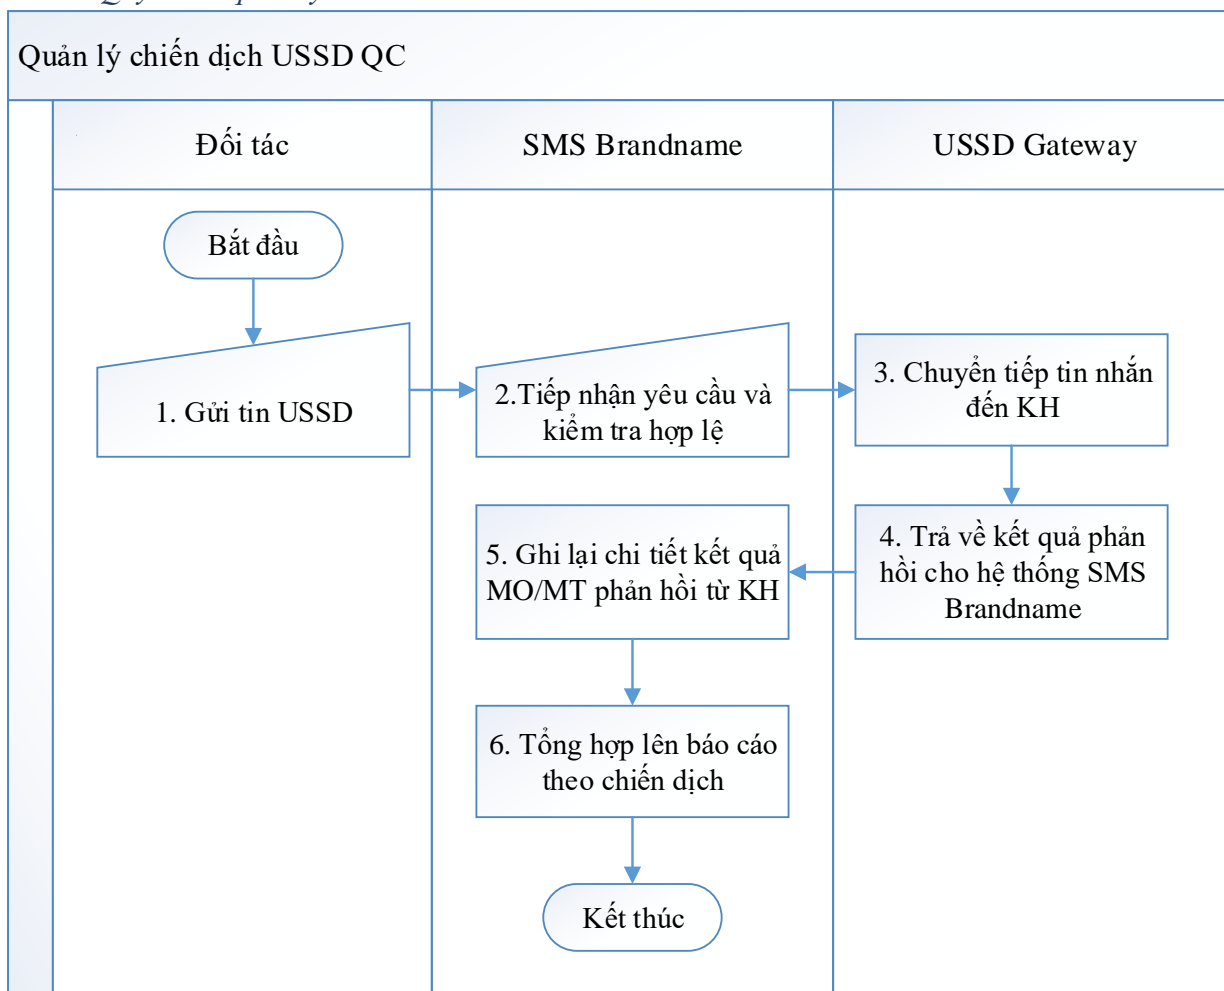 Quản lý chiến dịch USSD QC
Đối tác
SMS Brandname
USSD Gateway
Bắt đầu
1. Gửi tin USSD
2.Tiếp nhận yêu cầu và
kiểm tra hợp lệ
3. Chuyển tiếp tin nhắn
đến KH
4. Trả về kết quả phản
hồi cho hệ thống SMS
Brandname
5. Ghi lại chi tiết kết quả
MO/MT phản hồi từ KH
6. Tổng hợp lên báo cáo
theo chiến dịch
Kết thúc